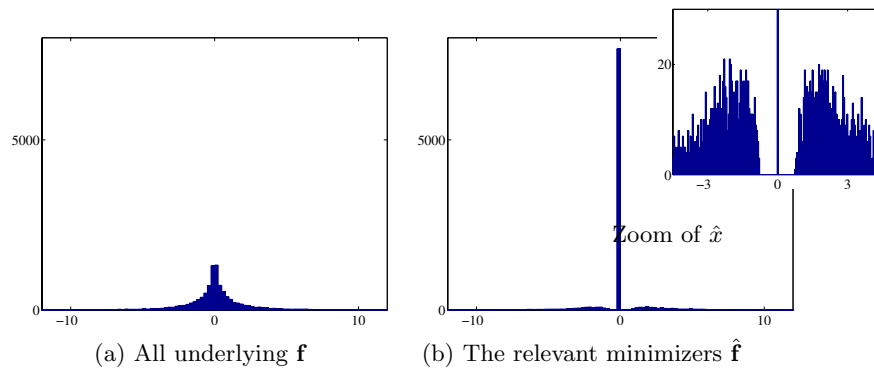 20
0
−3 0 3
5000
0
−10 0 10
5000
0
−10 0 10
Zoom of x̂
(a) All underlying **f**
(b) The relevant minimizers **f̂**